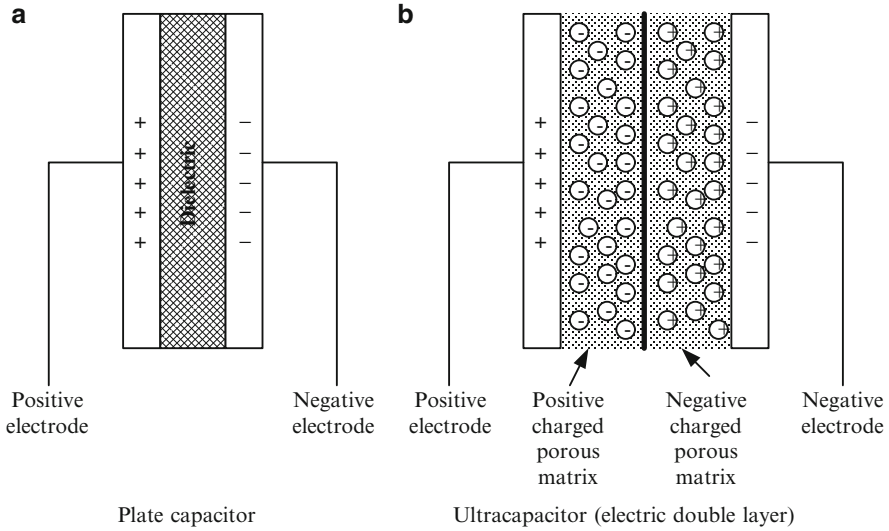 a
Dielectric
+ −
+ −
+ −
+ −
+ −
Positive
electrode
Negative
electrode
Plate capacitor
b
+ −
+ −
+ −
+ −
+ −
Positive
electrode
Positive
charged
porous
matrix
Negative
charged
porous
matrix
Negative
electrode
Ultracapacitor (electric double layer)